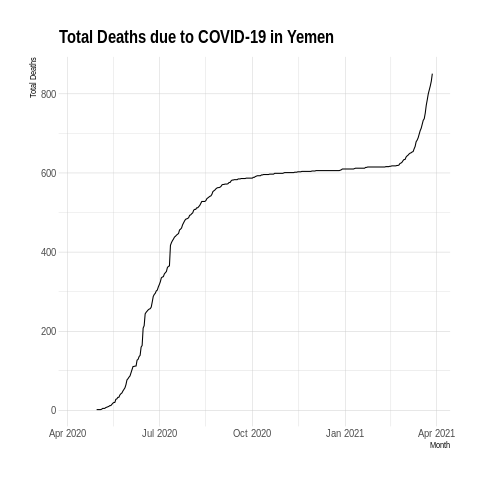 Total Deaths due to COVID-19 in Yemen
Total Deaths
800
600
400
200
0
Apr 2020 Jul 2020 Oct 2020 Jan 2021 Apr 2021
Month